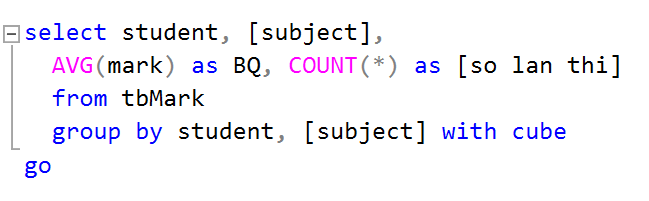 select student, [subject],
AVG(mark) as BQ, COUNT(*) as [so lan thi]
from tbMark
group by student, [subject] with cube
go